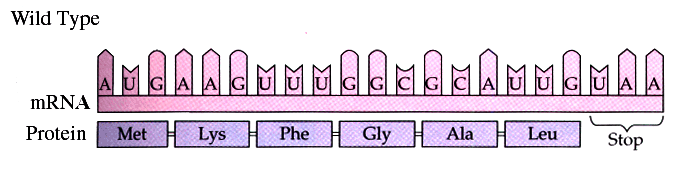 Wild Type
A U G A A G U U U G G C G C A U U G U A A
mRNA
Protein Met Lys Phe Gly Ala Leu Stop